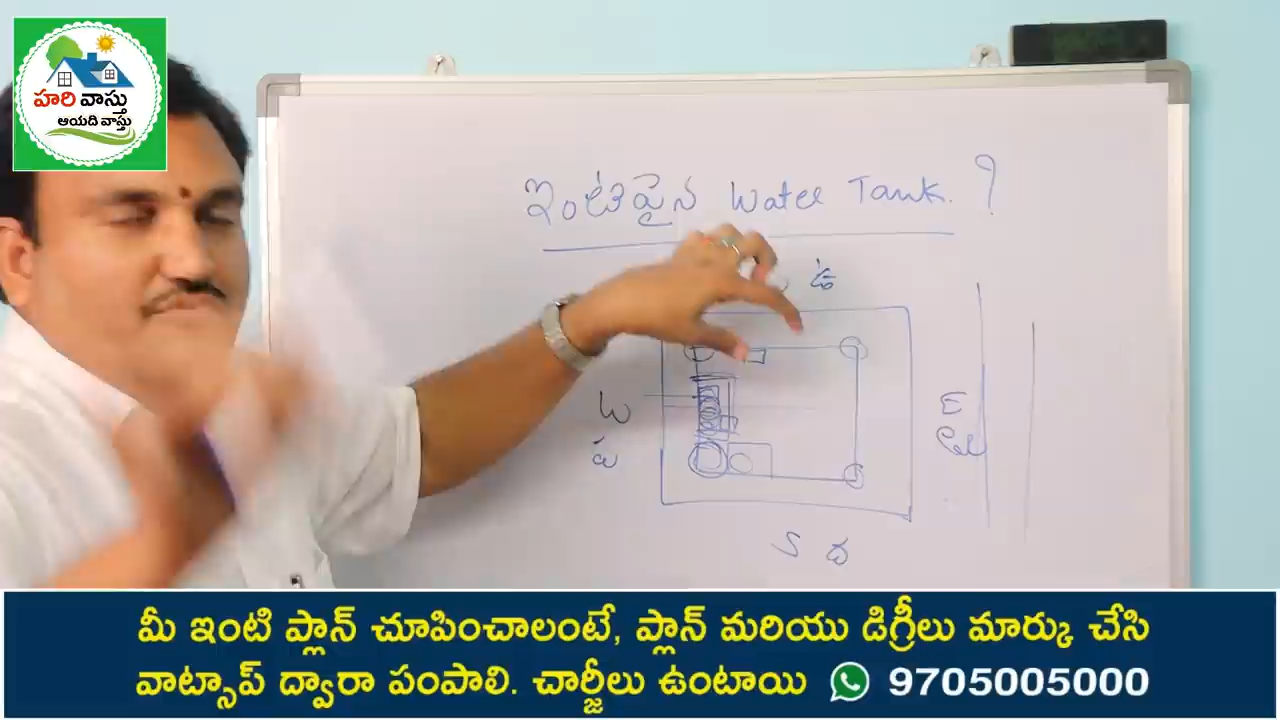 హరి వాస్తు
ఆయది వాస్తు
ఇంటిపైన Water Tank ?
ఉ
W
ప
E
తూ
S ద
మీ ఇంటి ప్లాన్ చూపించాలంటే, ప్లాన్ మరియు డిగ్రీలు మార్కు చేసి
వాట్సాప్ ద్వారా పంపాలి. చార్జీలు ఉంటాయి 9705005000